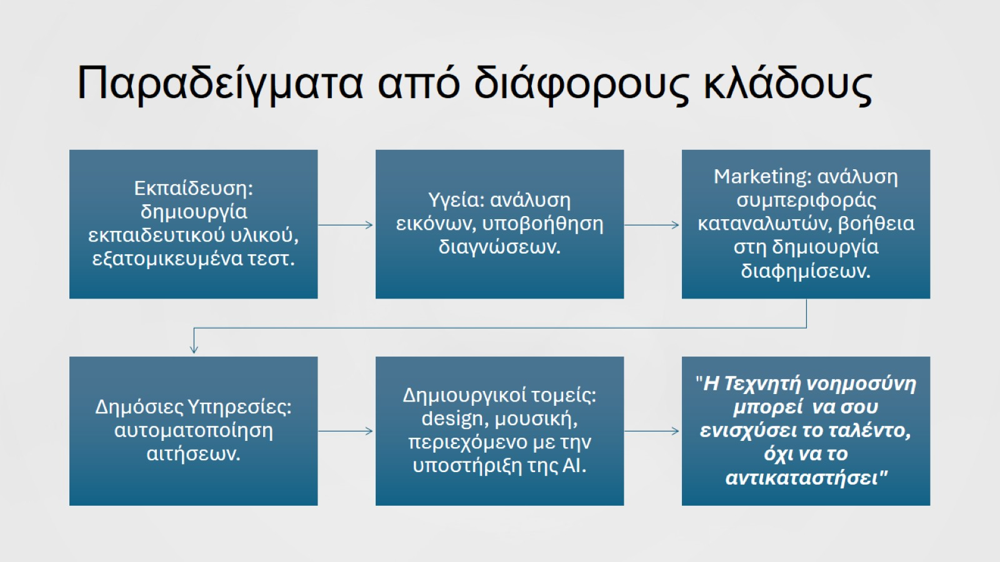 Παραδείγματα από διάφορους κλάδους
Εκπαίδευση:
δημιουργία
εκπαιδευτικού υλικού,
εξατομικευμένα τεστ.
Υγεία: ανάλυση
εικόνων, υποβοήθηση
διαγνώσεων.
Marketing: ανάλυση
συμπεριφοράς
καταναλωτών, βοήθεια
στη δημιουργία
διαφημίσεων.
Δημόσιες Υπηρεσίες:
αυτοματοποίηση
αιτήσεων.
Δημιουργικοί τομείς:
design, μουσική,
περιεχόμενο με την
υποστήριξη της AI.
"Η Τεχνητή νοημοσύνη
μπορεί  να σου
ενισχύσει το ταλέντο,
όχι να το
αντικαταστήσει"